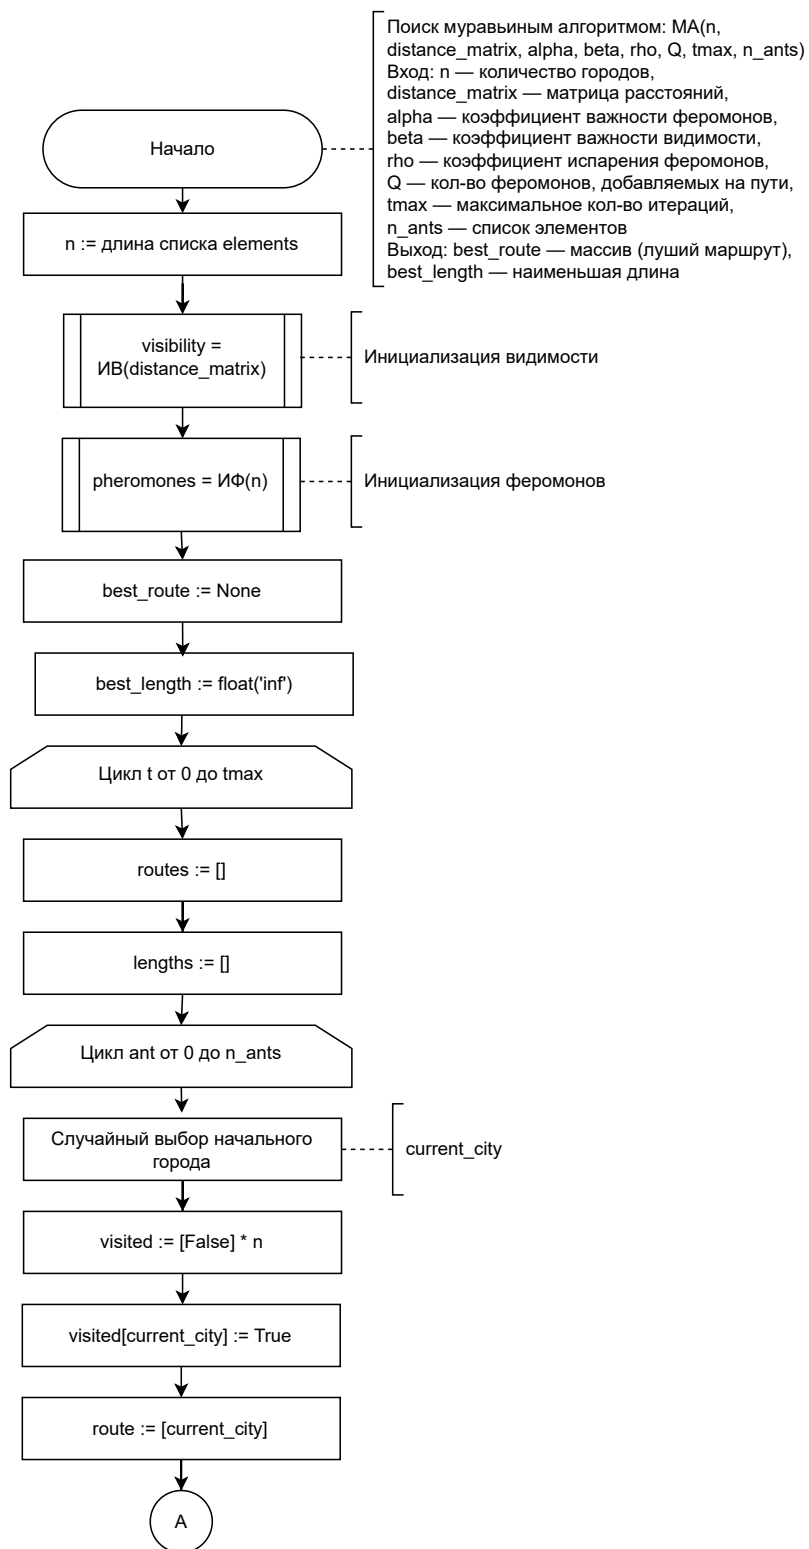 Поиск муравьиным алгоритмом: МА(n,
distance_matrix, alpha, beta, rho, Q, tmax, n_ants)
Вход: n — количество городов,
distance_matrix — матрица расстояний,
alpha — коэффициент важности феромонов,
beta — коэффициент важности видимости,
rho — коэффициент испарения феромонов,
Q — кол-во феромонов, добавляемых на пути,
tmax — максимальное кол-во итераций,
n_ants — список элементов
Выход: best_route — массив (луший маршрут),
best_length — наименьшая длина
Начало
n := длина списка elements
visibility =
ИВ(distance_matrix)
Инициализация видимости
pheromones = ИФ(n)
Инициализация феромонов
best_route := None
best_length := float('inf')
Цикл t от 0 до tmax
routes := []
lengths := []
Цикл ant от 0 до n_ants
Случайный выбор начального
города
current_city
visited := [False] * n
visited[current_city] := True
route := [current_city]
A